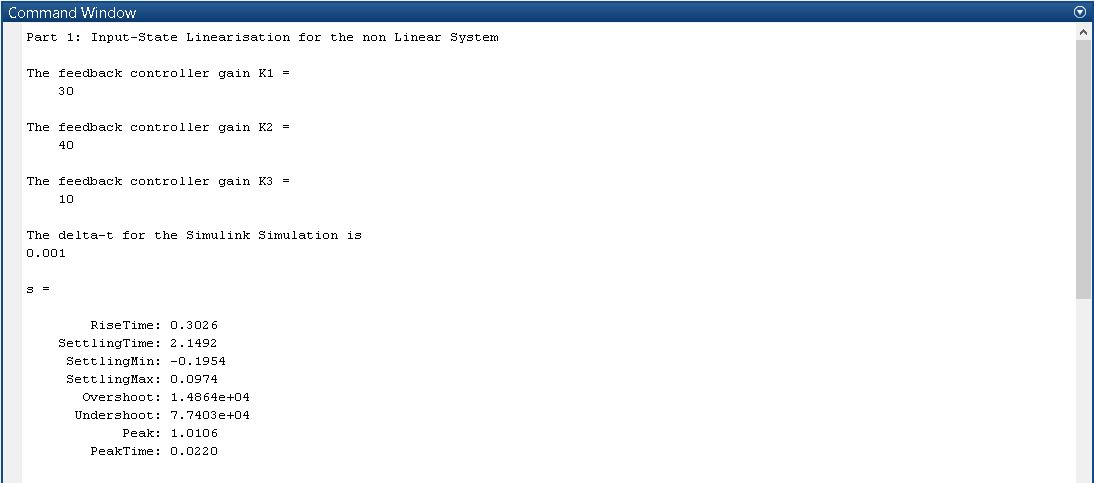 Command Window
Part 1: Input-State Linearisation for the non Linear System
The feedback controller gain K1 =
30
The feedback controller gain K2 =
40
The feedback controller gain K3 =
10
The delta-t for the Simulink Simulation is
0.001
s =
RiseTime: 0.3026
SettlingTime: 2.1492
SettlingMin: -0.1954
SettlingMax: 0.0974
Overshoot: 1.4864e+04
Undershoot: 7.7403e+04
Peak: 1.0106
PeakTime: 0.0220